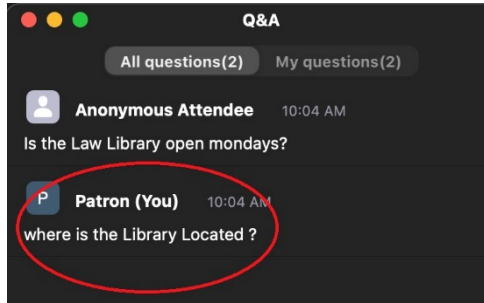 Q&A
All questions(2) My questions(2)
Anonymous Attendee 10:04 AM
Is the Law Library open mondays?
P Patron (You) 10:04 AM
where is the Library Located ?